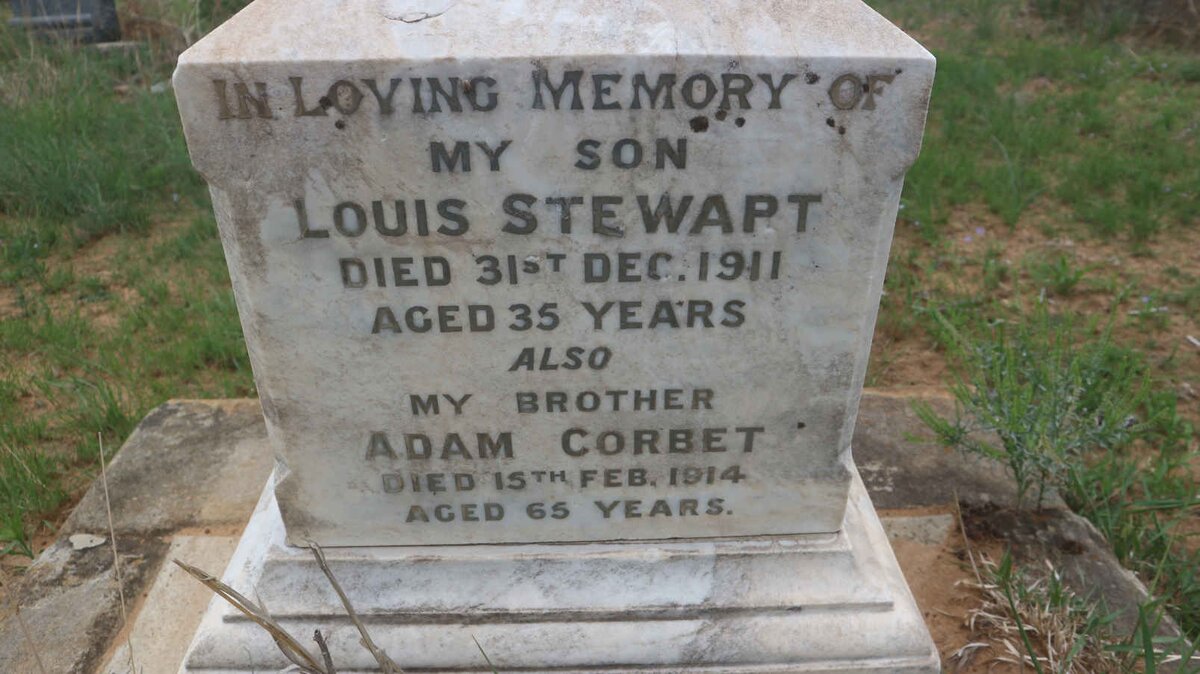 IN LOVING MEMORY OF
MY SON
LOUIS STEWART
DIED 31ST DEC. 1911
AGED 35 YEARS
ALSO
MY BROTHER
ADAM CORBET
DIED 15TH FEB. 1914
AGED 65 YEARS.